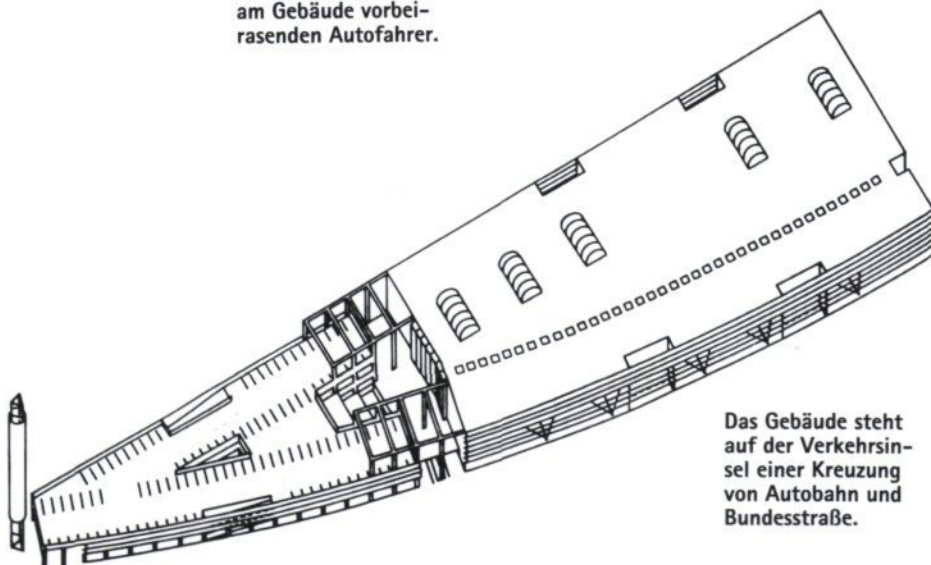 am Gebäude vorbei-
rasenden Autofahrer.
Das Gebäude steht
auf der Verkehrsin-
sel einer Kreuzung
von Autobahn und
Bundesstraße.